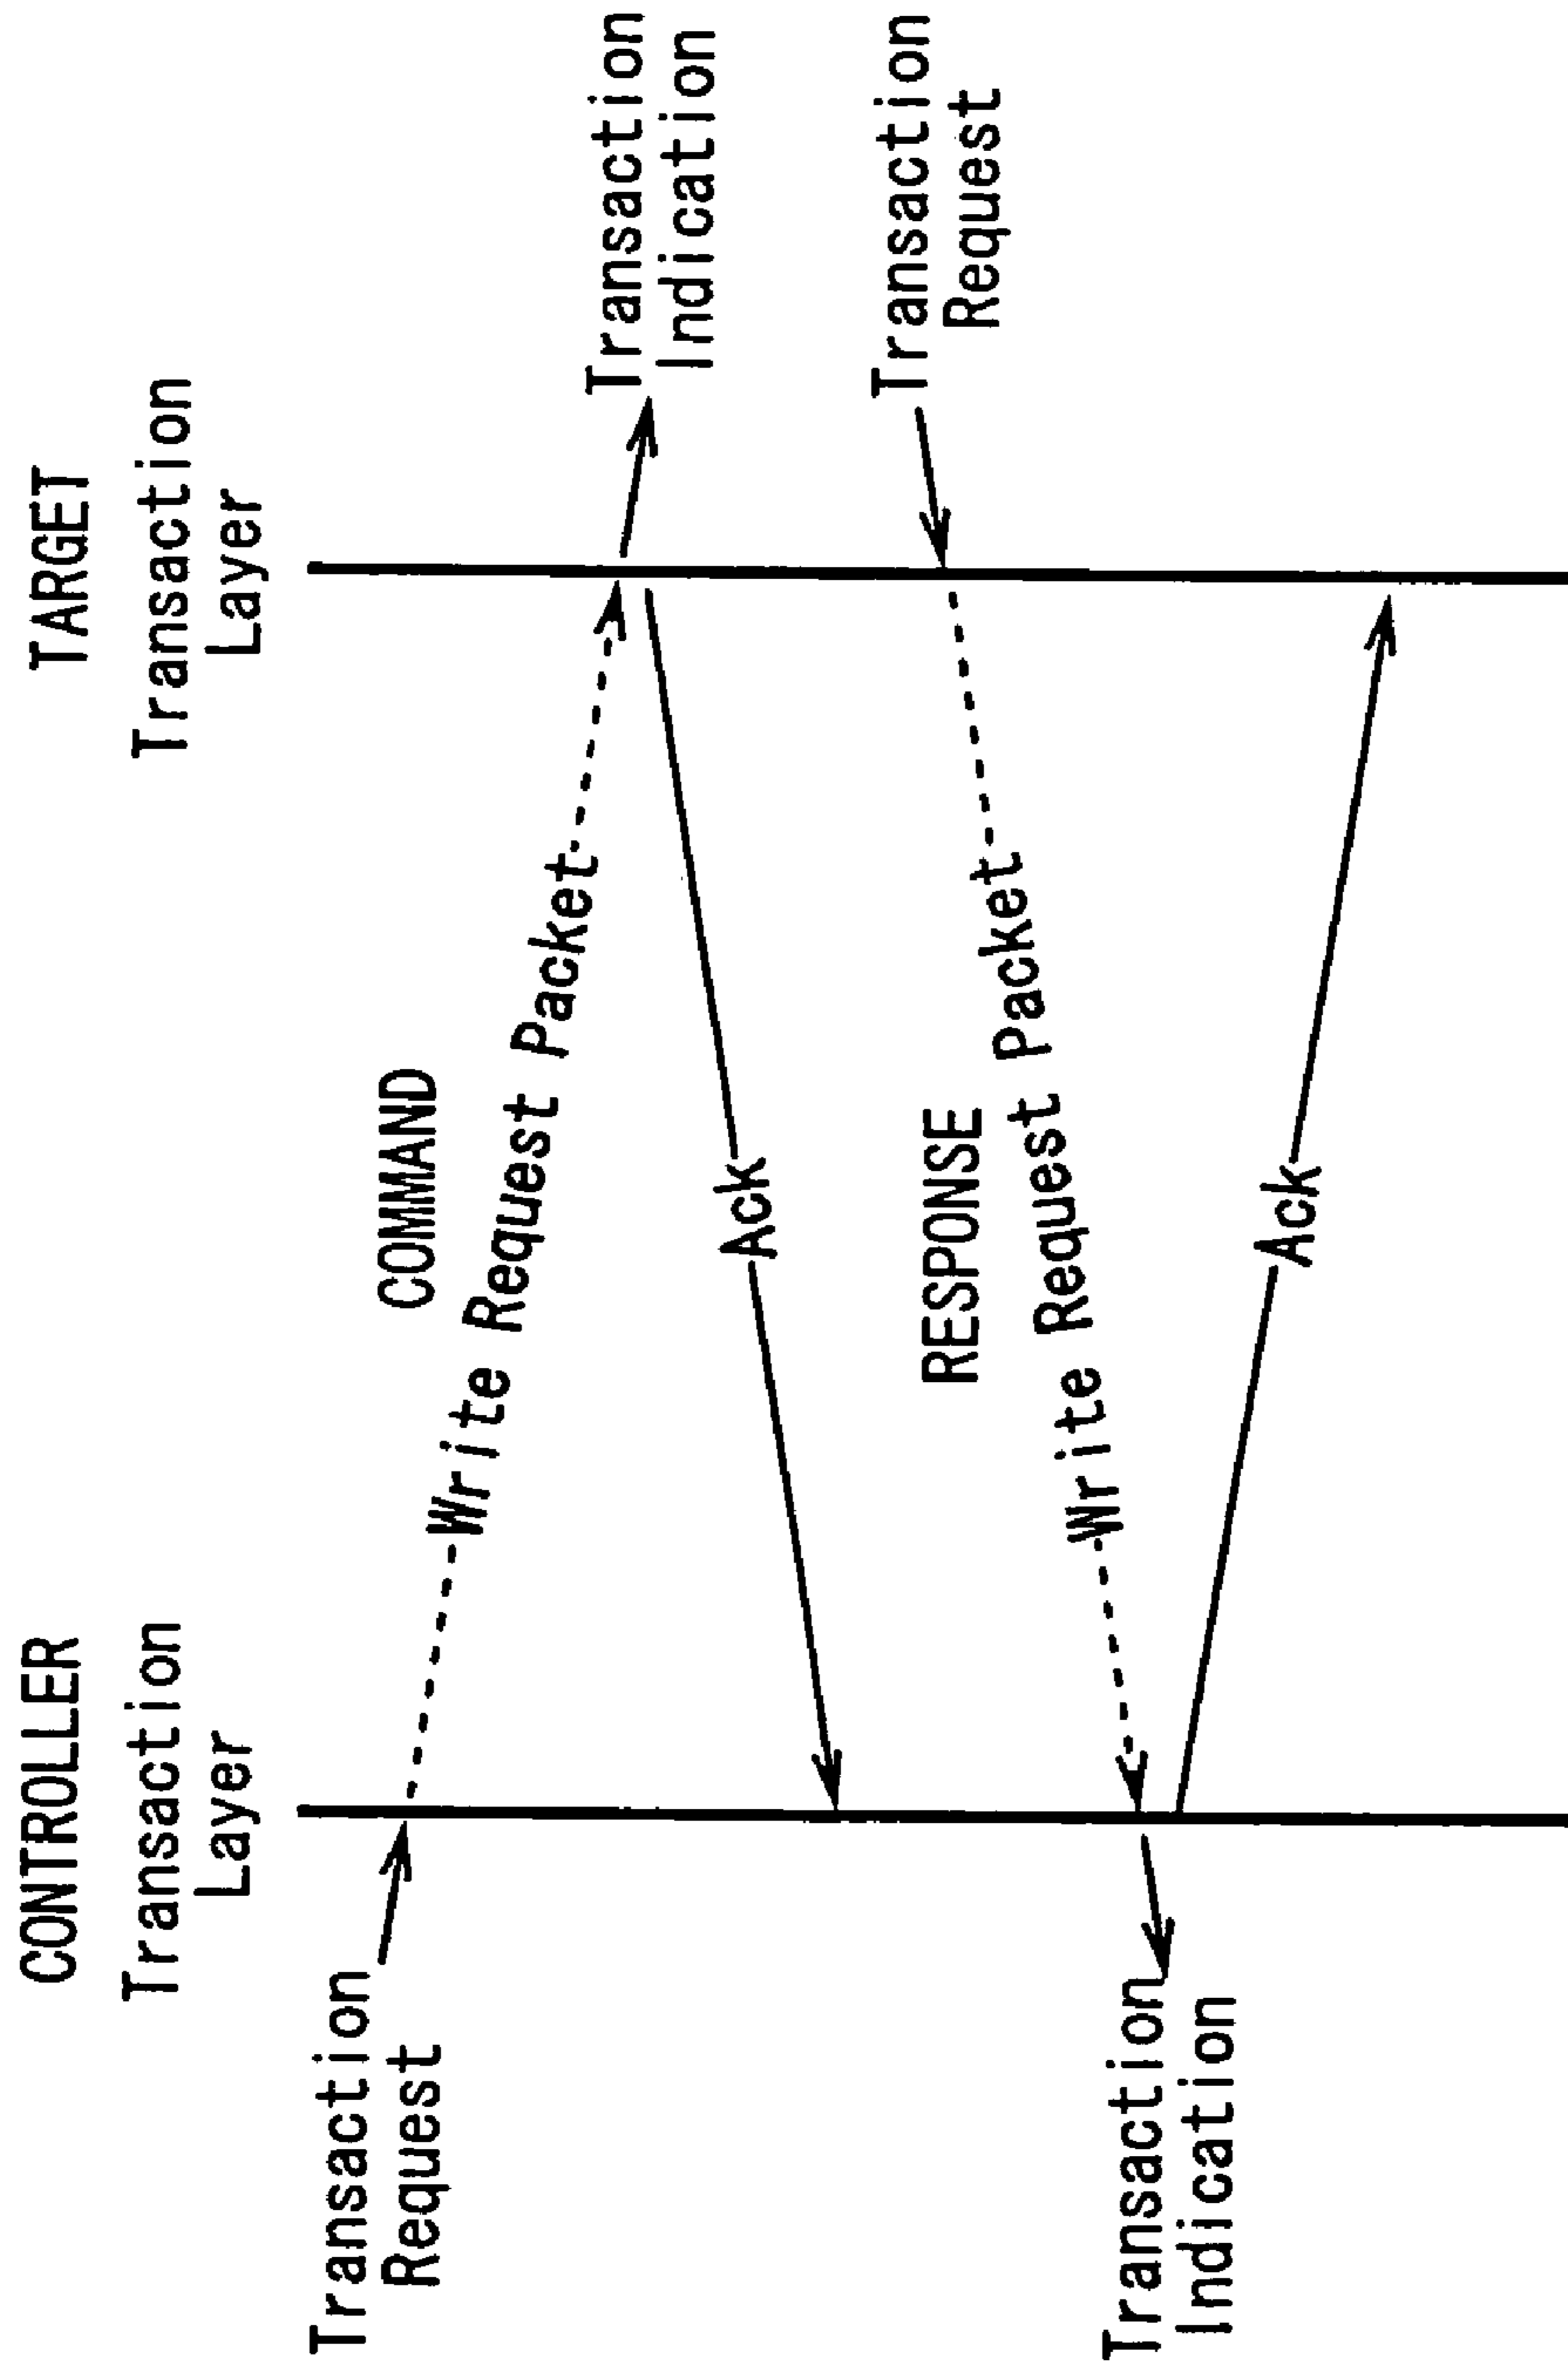 CONTROLLER
Transaction
Layer
TARGET
Transaction
Layer
Transaction
Request
COMMAND
Write Request Packet
Transaction
Indication
Ack
RESPONSE
Transaction
Request
Write Request Packet
Transaction
Indication
Ack